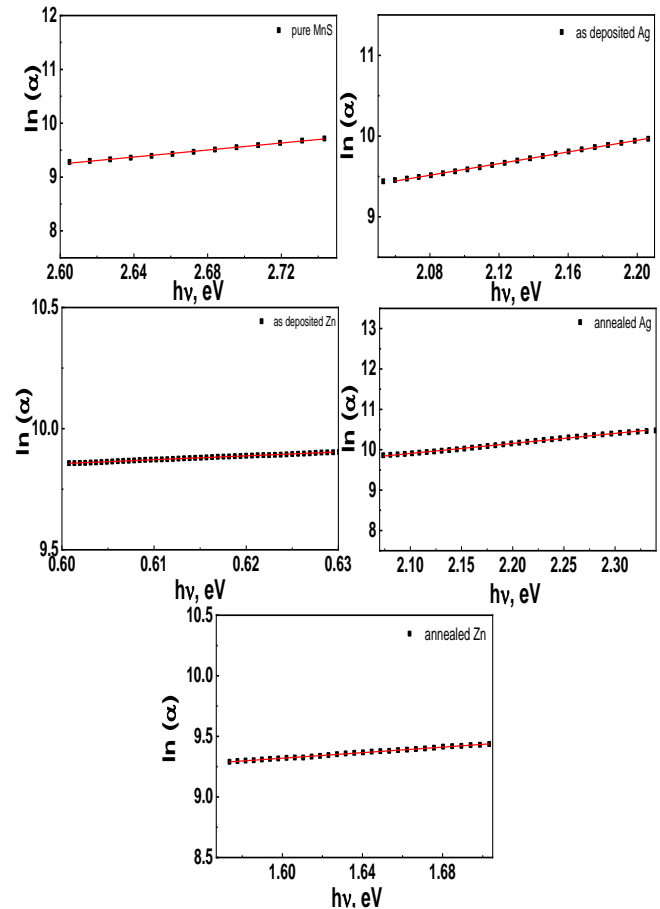 12
11
10
9
8
ln (α)
pure MnS
2.60 2.64 2.68 2.72
hν, eV
11
10
9
ln (α)
as deposited Ag
2.08 2.12 2.16 2.20
hν, eV
10.5
10.0
9.5
ln (α)
as deposited Zn
0.60 0.61 0.62 0.63
hν, eV
13
12
11
10
9
8
ln (α)
annealed Ag
2.10 2.15 2.20 2.25 2.30
hν, eV
10.5
10.0
9.5
9.0
8.5
ln (α)
annealed Zn
1.60 1.64 1.68
hν, eV